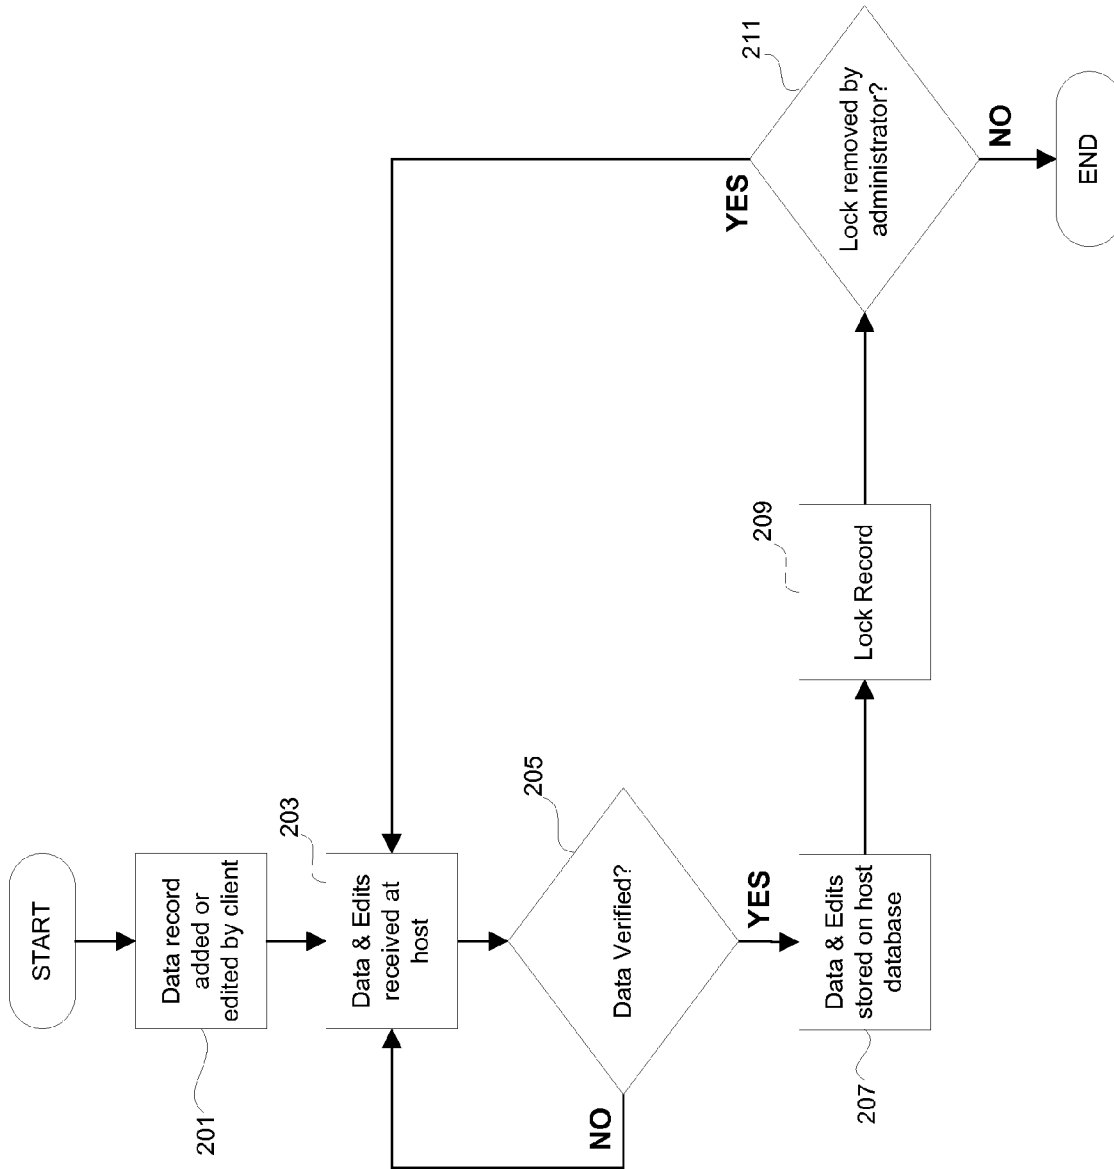 START
201
Data record
added or
edited by client
203
Data & Edits
received at
host
205
Data Verified?
NO
YES
207
Data & Edits
stored on host
database
209
Lock Record
211
Lock removed by
administrator?
YES
NO
END